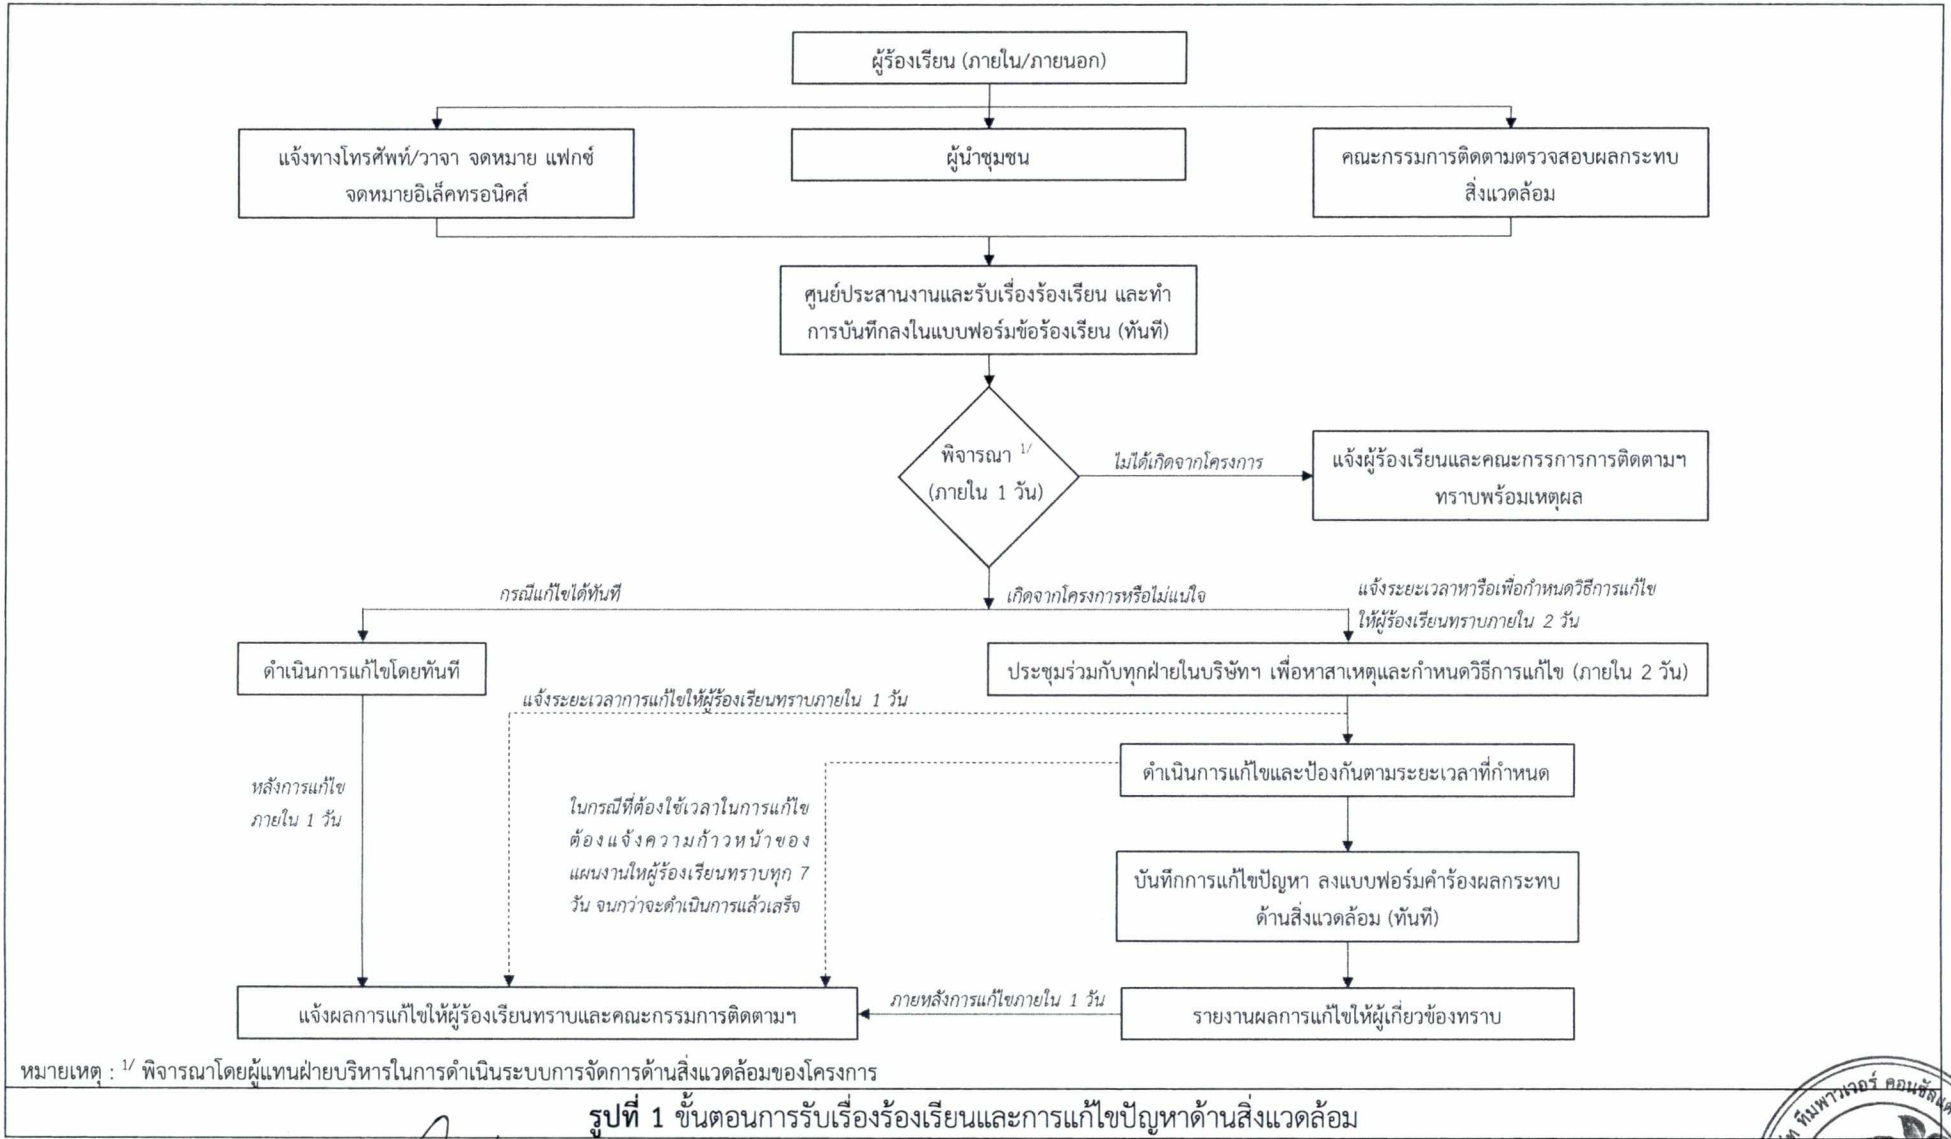 ผู้ร้องเรียน (ภายใน/ภายนอก)
แจ้งทางโทรศัพท์/วาจา จดหมาย แฟกซ์
จดหมายอิเล็คทรอนิคส์
ผู้นำชุมชน
คณะกรรมการติดตามตรวจสอบผลกระทบ
สิ่งแวดล้อม
ศูนย์ประสานงานและรับเรื่องร้องเรียน และทำ
การบันทึกลงในแบบฟอร์มข้อร้องเรียน (ทันที)
พิจารณา 1/
(ภายใน 1 วัน)
ไม่ได้เกิดจากโครงการ
แจ้งผู้ร้องเรียนและคณะกรรการการติดตามฯ
ทราบพร้อมเหตุผล
กรณีแก้ไขได้ทันที
เกิดจากโครงการหรือไม่แน่ใจ
แจ้งระยะเวลาหารือเพื่อกำหนดวิธีการแก้ไข
ให้ผู้ร้องเรียนทราบภายใน 2 วัน
ดำเนินการแก้ไขโดยทันที
ประชุมร่วมกับทุกฝ่ายในบริษัทฯ เพื่อหาสาเหตุและกำหนดวิธีการแก้ไข (ภายใน 2 วัน)
แจ้งระยะเวลาการแก้ไขให้ผู้ร้องเรียนทราบภายใน 1 วัน
ดำเนินการแก้ไขและป้องกันตามระยะเวลาที่กำหนด
หลังการแก้ไข
ภายใน 1 วัน
ในกรณีที่ต้องใช้เวลาในการแก้ไข
ต้องแจ้งความก้าวหน้าของ
แผนงานให้ผู้ร้องเรียนทราบทุก 7
วัน จนกว่าจะดำเนินการแล้วเสร็จ
บันทึกการแก้ไขปัญหา ลงแบบฟอร์มคำร้องผลกระทบ
ด้านสิ่งแวดล้อม (ทันที)
แจ้งผลการแก้ไขให้ผู้ร้องเรียนทราบและคณะกรรมการติดตามฯ
ภายหลังการแก้ไขภายใน 1 วัน
รายงานผลการแก้ไขให้ผู้เกี่ยวข้องทราบ
หมายเหตุ : 1/ พิจารณาโดยผู้แทนฝ่ายบริหารในการดำเนินระบบการจัดการด้านสิ่งแวดล้อมของโครงการ
รูปที่ 1 ขั้นตอนการรับเรื่องร้องเรียนและการแก้ไขปัญหาด้านสิ่งแวดล้อม
ทีมพาวเวอร์